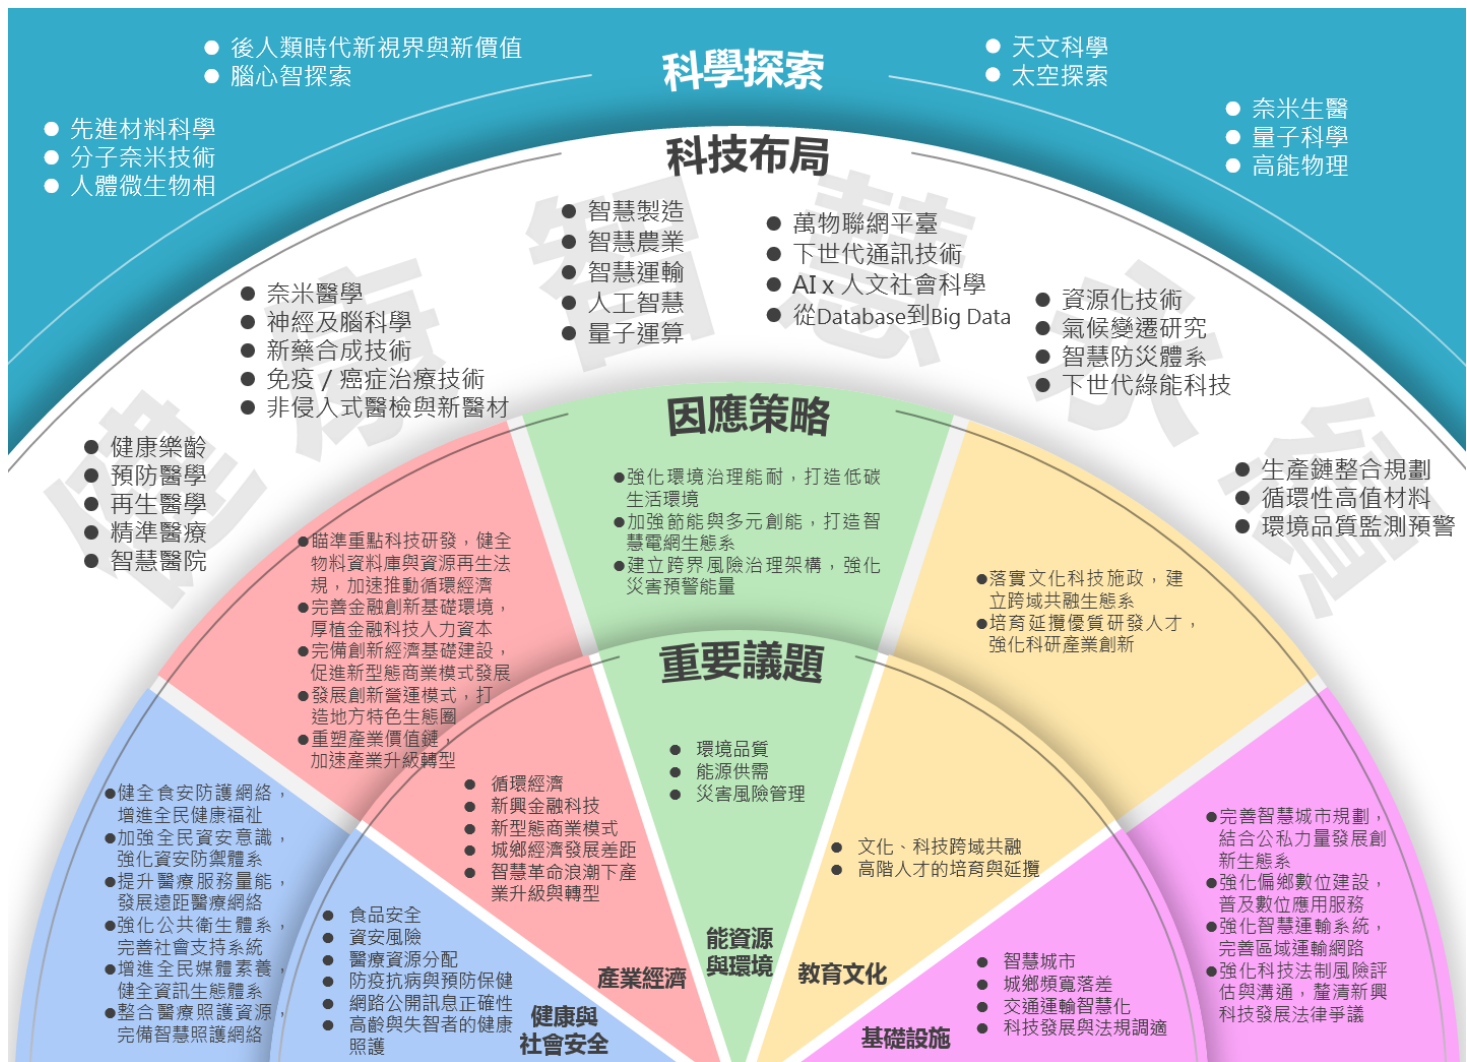 科學探索
● 後人類時代新視界與新價值
● 腦心智探索
● 先進材料科學
● 分子奈米技術
● 人體微生物相
● 天文科學
● 太空探索
● 奈米生醫
● 量子科學
● 高能物理
科技布局
健康 智慧 永續
● 健康樂齡
● 預防醫學
● 再生醫學
● 精準醫療
● 智慧醫院
● 奈米醫學
● 神經及腦科學
● 新藥合成技術
● 免疫 / 癌症治療技術
● 非侵入式醫檢與新醫材
● 智慧製造
● 智慧農業
● 智慧運輸
● 人工智慧
● 量子運算
● 萬物聯網平臺
● 下世代通訊技術
● AI x 人文社會科學
● 從Database到Big Data
● 資源化技術
● 氣候變遷研究
● 智慧防災體系
● 下世代綠能科技
● 生產鏈整合規劃
● 循環性高值材料
● 環境品質監測預警
因應策略
●健全食安防護網絡，
增進全民健康福祉
●加強全民資安意識，
強化資安防禦體系
●提升醫療服務量能，
發展遠距醫療網絡
●強化公共衛生體系，
完善社會支持系統
●增進全民媒體素養，
健全資訊生態體系
●整合醫療照護資源，
完備智慧照護網絡
●瞄準重點科技研發，健全
物料資料庫與資源再生法
規，加速推動循環經濟
●完善金融創新基礎環境，
厚植金融科技人力資本
●完備創新經濟基礎建設，
促進新型態商業模式發展
●發展創新營運模式，打
造地方特色生態圈
●重塑產業價值鏈，
加速產業升級轉型
●強化環境治理能耐，打造低碳
生活環境
●加強節能與多元創能，打造智
慧電網生態系
●建立跨界風險治理架構，強化
災害預警能量
●落實文化科技施政，建
立跨域共融生態系
●培育延攬優質研發人才，
強化科研產業創新
●完善智慧城市規劃，
結合公私力量發展創
新生態系
●強化偏鄉數位建設，
普及數位應用服務
●強化智慧運輸系統，
完善區域運輸網路
●強化科技法制風險評
估與溝通，釐清新興
科技發展法律爭議
重要議題
● 食品安全
● 資安風險
● 醫療資源分配
● 防疫抗病與預防保健
● 網路公開訊息正確性
● 高齡與失智者的健康
照護
健康與
社會安全
● 循環經濟
● 新興金融科技
● 新型態商業模式
● 城鄉經濟發展差距
● 智慧革命浪潮下產
業升級與轉型
產業經濟
● 環境品質
● 能源供需
● 災害風險管理
能資源
與環境
● 文化、科技跨域共融
● 高階人才的培育與延攬
教育文化
● 智慧城市
● 城鄉頻寬落差
● 交通運輸智慧化
● 科技發展與法規調適
基礎設施